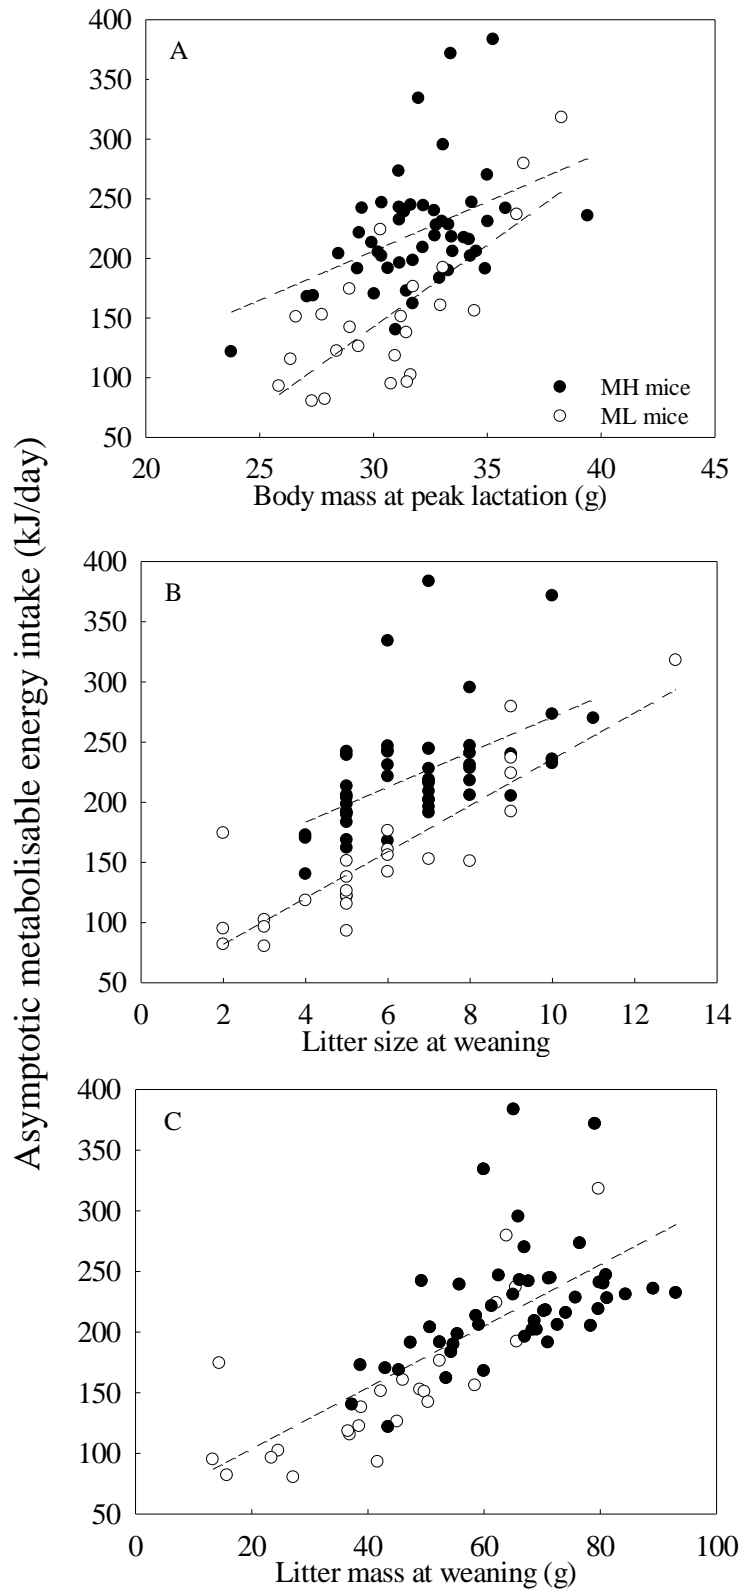 Asymptotic metabolisable energy intake (kJ/day)
A
400
350
300
250
200
150
100
50
MH mice
ML mice
20 25 30 35 40 45
Body mass at peak lactation (g)
B
400
350
300
250
200
150
100
50
0 2 4 6 8 10 12 14
Litter size at weaning
C
400
350
300
250
200
150
100
50
0 20 40 60 80 100
Litter mass at weaning (g)